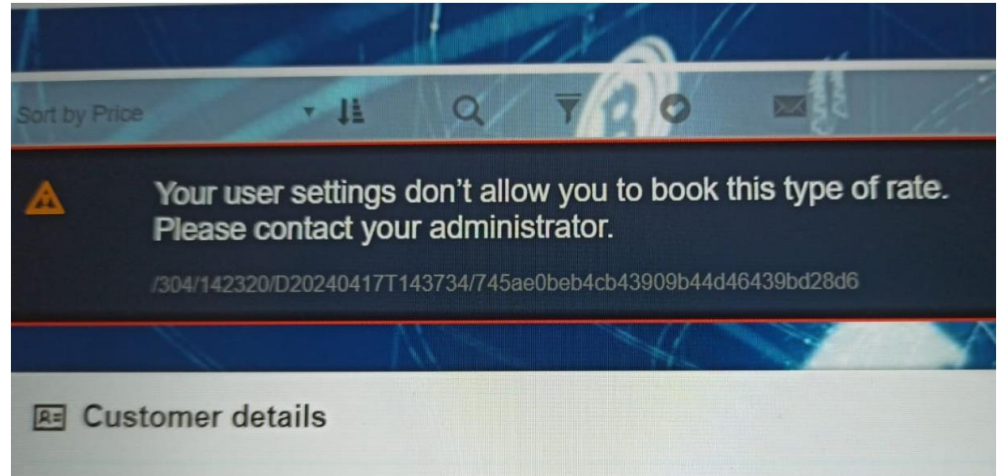 Sort by Price
Your user settings don't allow you to book this type of rate.
Please contact your administrator.
/304/142320/D20240417T143734/745ae0beb4cb43909b44d46439bd28d6
Customer details